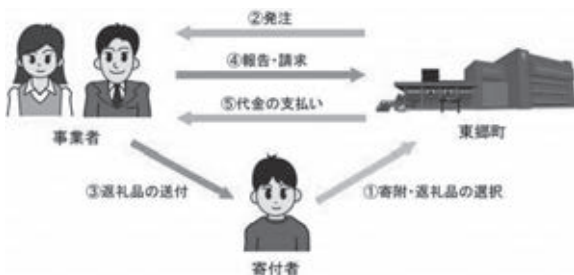 ②発注
④報告・請求
⑤代金の支払い
事業者
東郷町
③返礼品の送付
①寄附・返礼品の選択
寄付者